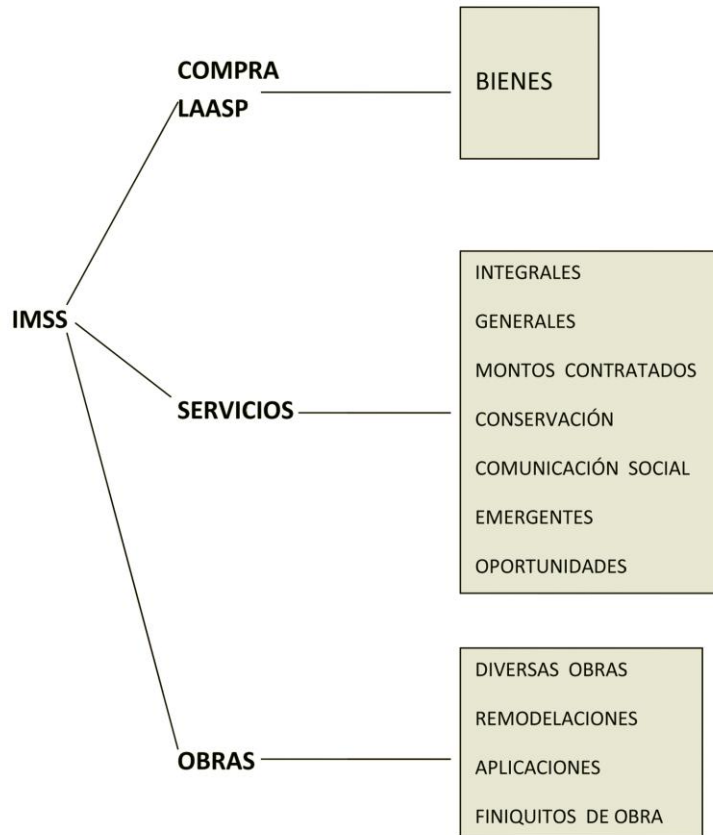 COMPRA
LAASP
BIENES
IMSS
SERVICIOS
INTEGRALES
GENERALES
MONTOS CONTRATADOS
CONSERVACIÓN
COMUNICACIÓN SOCIAL
EMERGENTES
OPORTUNIDADES
OBRAS
DIVERSAS OBRAS
REMODELACIONES
APLICACIONES
FINIQUITOS DE OBRA